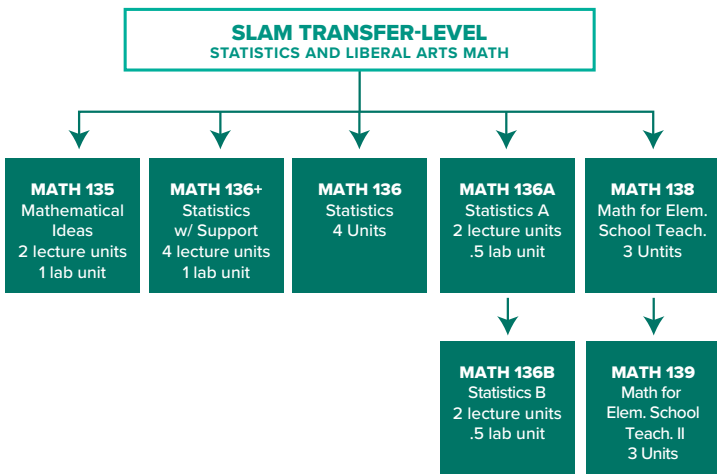 SLAM TRANSFER-LEVEL
STATISTICS AND LIBERAL ARTS MATH
MATH 135
Mathematical
Ideas
2 lecture units
1 lab unit
MATH 136+
Statistics
w/ Support
4 lecture units
1 lab unit
MATH 136
Statistics
4 Units
MATH 136A
Statistics A
2 lecture units
.5 lab unit
MATH 138
Math for Elem.
School Teach.
3 Untits
MATH 136B
Statistics B
2 lecture units
.5 lab unit
MATH 139
Math for
Elem. School
Teach. II
3 Units